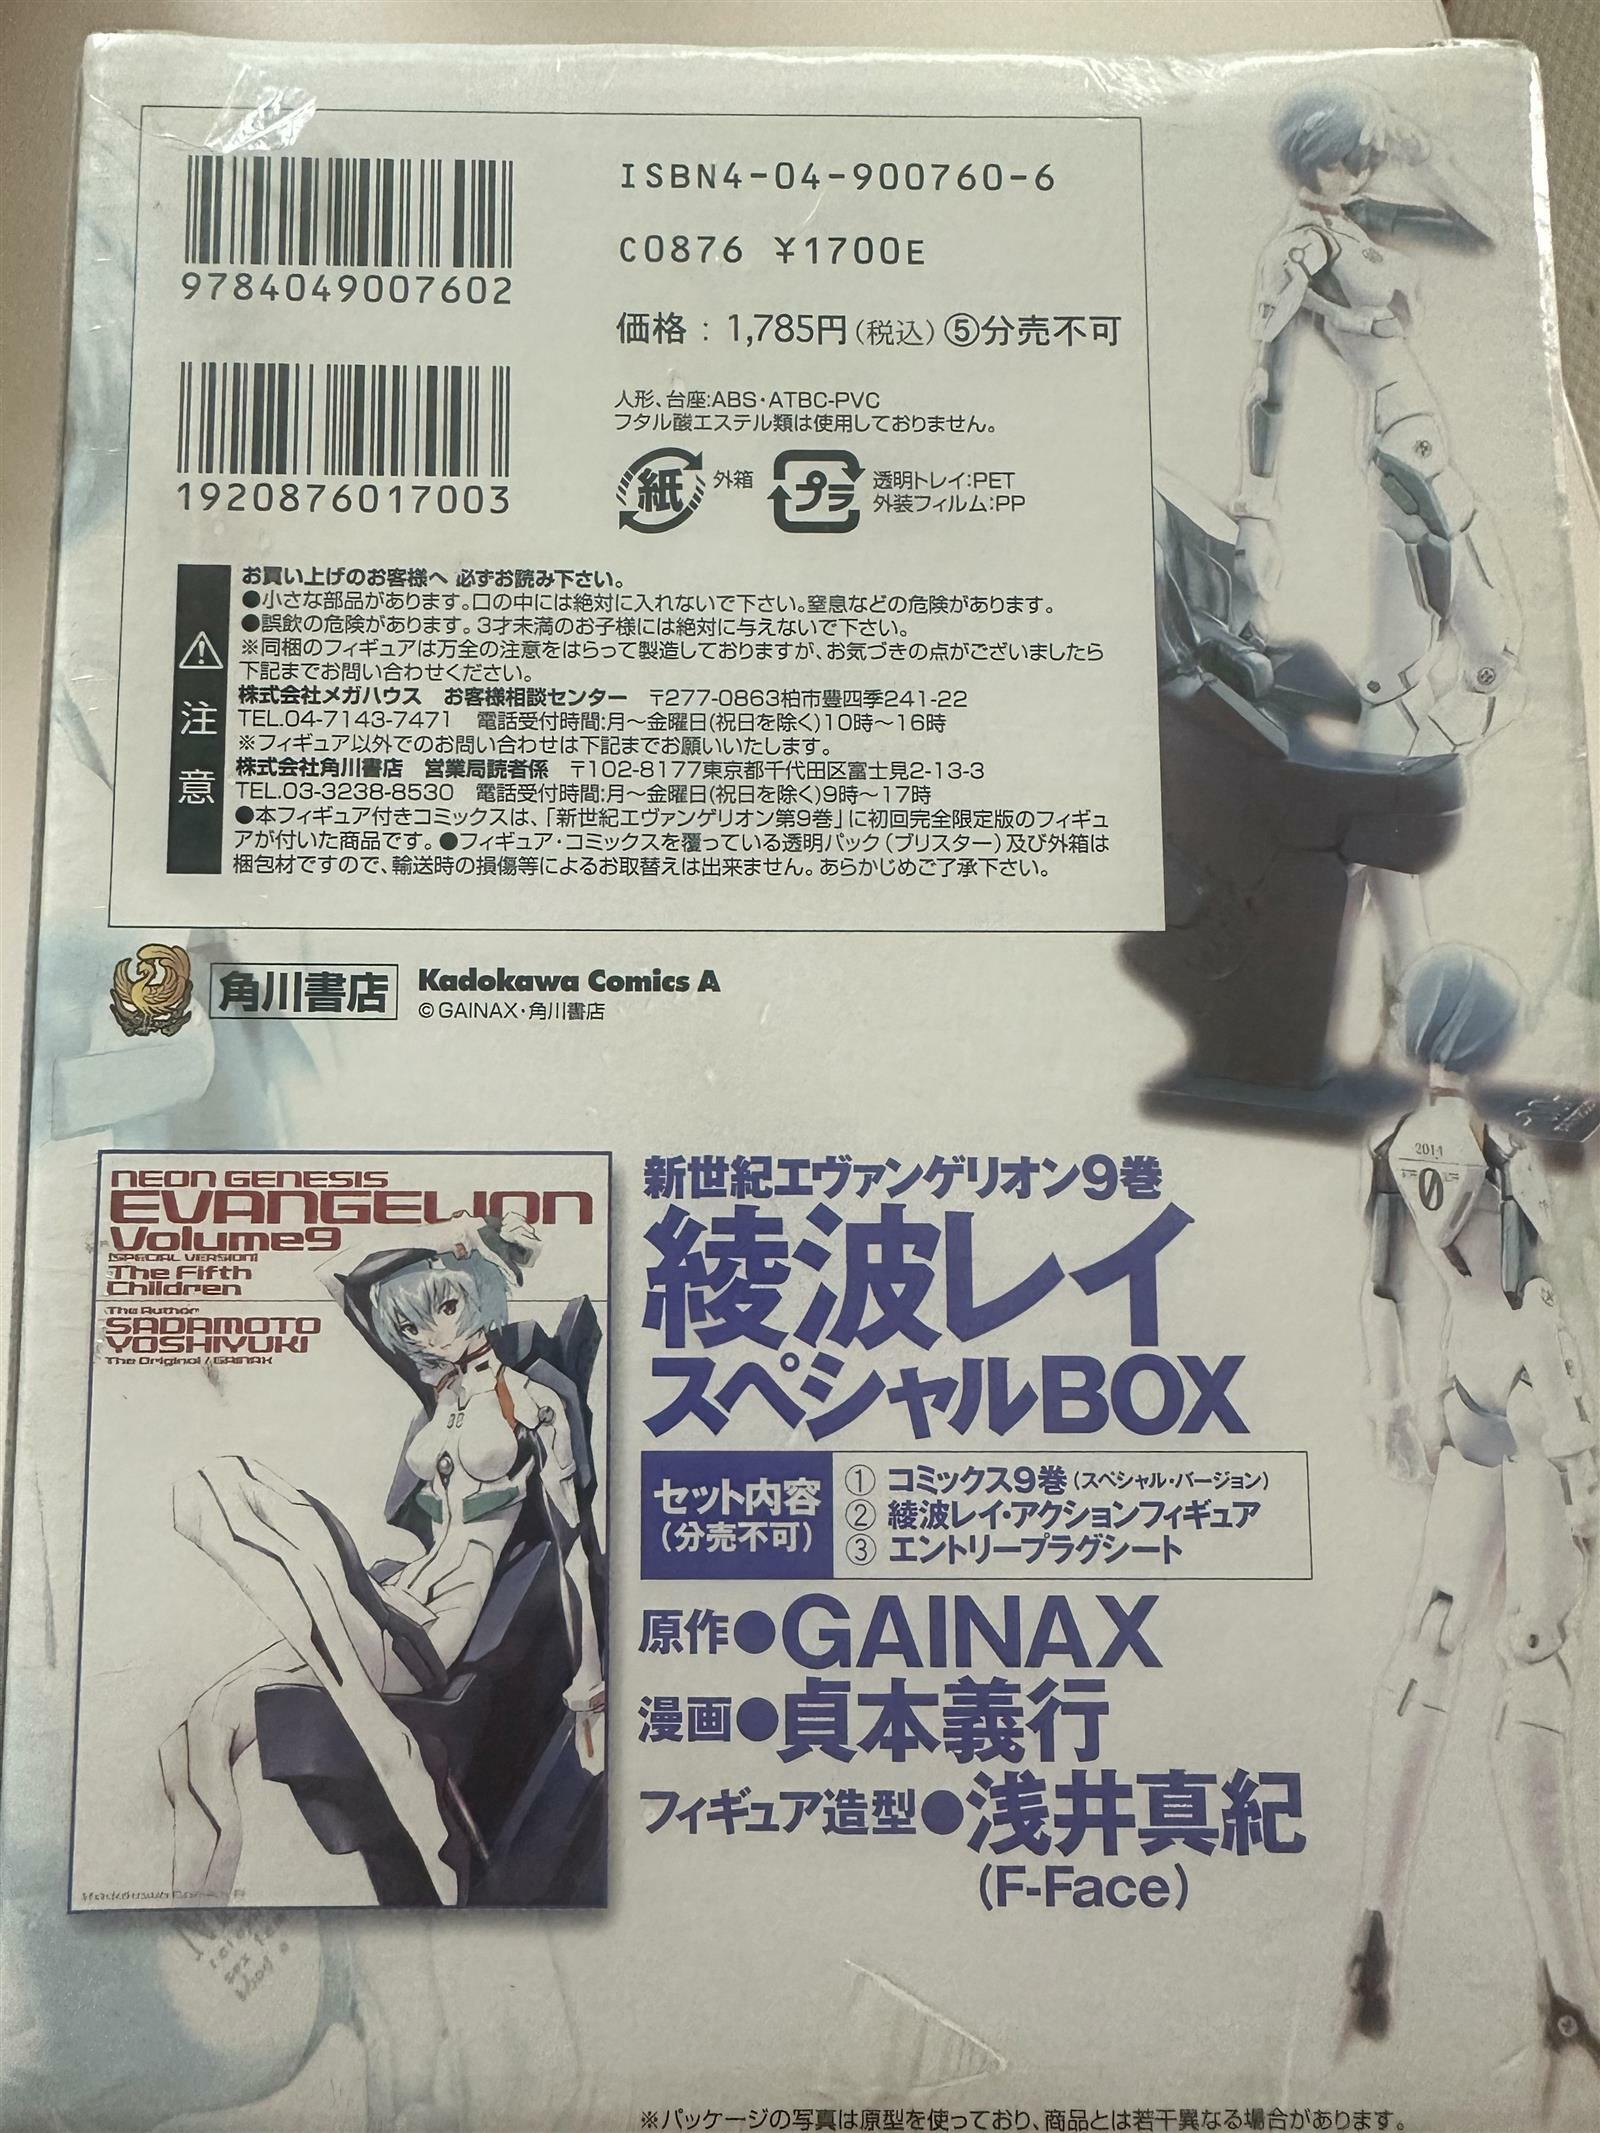 9784049007602
ISBN4-04-900760-6
C0876 ¥1700E
価格：1,785円(税込)⑤分売不可
1920876017003
人形、台座:ABS・ATBC-PVC
フタル酸エステル類は使用しておりません。
紙 外箱
プラ 透明トレイ:PET
外装フィルム:PP
注意
お買い上げのお客様へ 必ずお読み下さい。
●小さな部品があります。口の中には絶対に入れないで下さい。窒息などの危険があります。
●誤飲の危険があります。3才未満のお子様には絶対に与えないで下さい。
※同梱のフィギュアは万全の注意をはらって製造しておりますが、お気づきの点がございましたら
下記までお問い合わせください。
株式会社メガハウス お客様相談センター 〒277-0863柏市豊四季241-22
TEL.04-7143-7471 電話受付時間:月～金曜日(祝日を除く)10時～16時
※フィギュア以外でのお問い合わせは下記までお願いいたします。
株式会社角川書店 営業局読者係 〒102-8177東京都千代田区富士見2-13-3
TEL.03-3238-8530 電話受付時間:月～金曜日(祝日を除く)9時～17時
●本フィギュア付きコミックスは、「新世紀エヴァンゲリオン第9巻」に初回完全限定版のフィギュ
アが付いた商品です。●フィギュア・コミックスを覆っている透明パック(ブリスター)及び外箱は
梱包材ですので、輸送時の損傷等によるお取替えは出来ません。あらかじめご了承下さい。
角川書店 Kadokawa Comics A
©GAINAX・角川書店
2014
0
NEON GENESIS
EVANGELION
Volume9
[SPECIAL VERSION]
The Fifth
Children
The Author
SADAMOTO
YOSHIYUKI
The Original / GAINAX
00
新世紀エヴァンゲリオン9巻
綾波レイ
スペシャルBOX
セット内容
(分売不可)
① コミックス9巻(スペシャル・バージョン)
② 綾波レイ・アクションフィギュア
③ エントリープラグシート
原作●GAINAX
漫画●貞本義行
フィギュア造型●浅井真紀
(F-Face)
※パッケージの写真は原型を使っており、商品とは若干異なる場合があります。